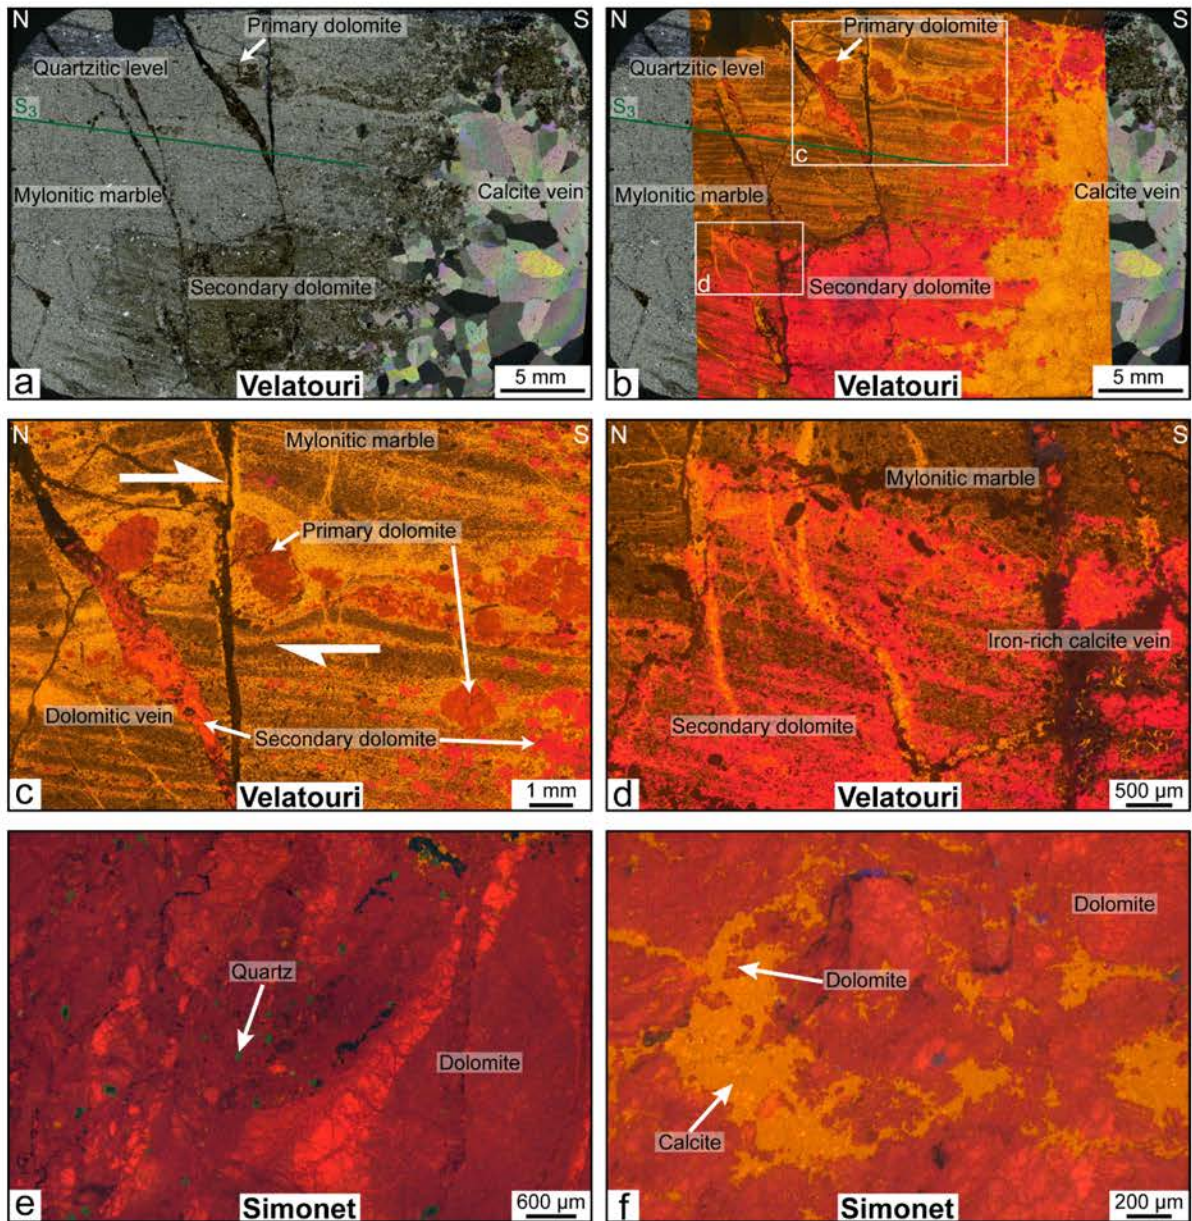 N S
Primary dolomite
Quartzitic level
S3
Mylonitic marble
Calcite vein
Secondary dolomite
a Velatouri 5 mm
N S
Primary dolomite
Quartzitic level
S3
c
Mylonitic marble
Calcite vein
d
Secondary dolomite
b Velatouri 5 mm
N S
Mylonitic marble
Primary dolomite
Dolomitic vein
Secondary dolomite
c Velatouri 1 mm
N S
Mylonitic marble
Iron-rich calcite vein
Secondary dolomite
d Velatouri 500 µm
Quartz
Dolomite
e Simonet 600 µm
Dolomite
Dolomite
Calcite
f Simonet 200 µm